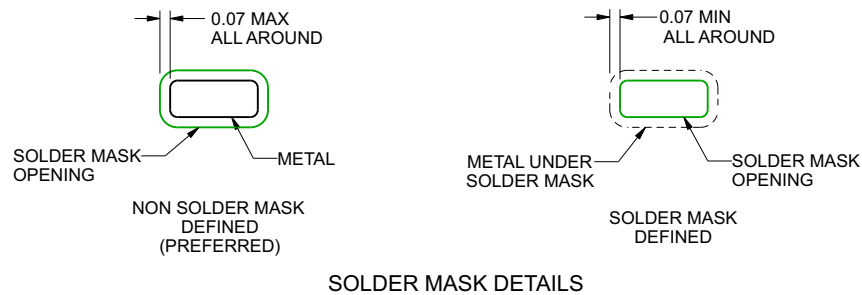 0.07 MAX
ALL AROUND
SOLDER MASK
OPENING
METAL
NON SOLDER MASK
DEFINED
(PREFERRED)
0.07 MIN
ALL AROUND
METAL UNDER
SOLDER MASK
SOLDER MASK
OPENING
SOLDER MASK
DEFINED
SOLDER MASK DETAILS